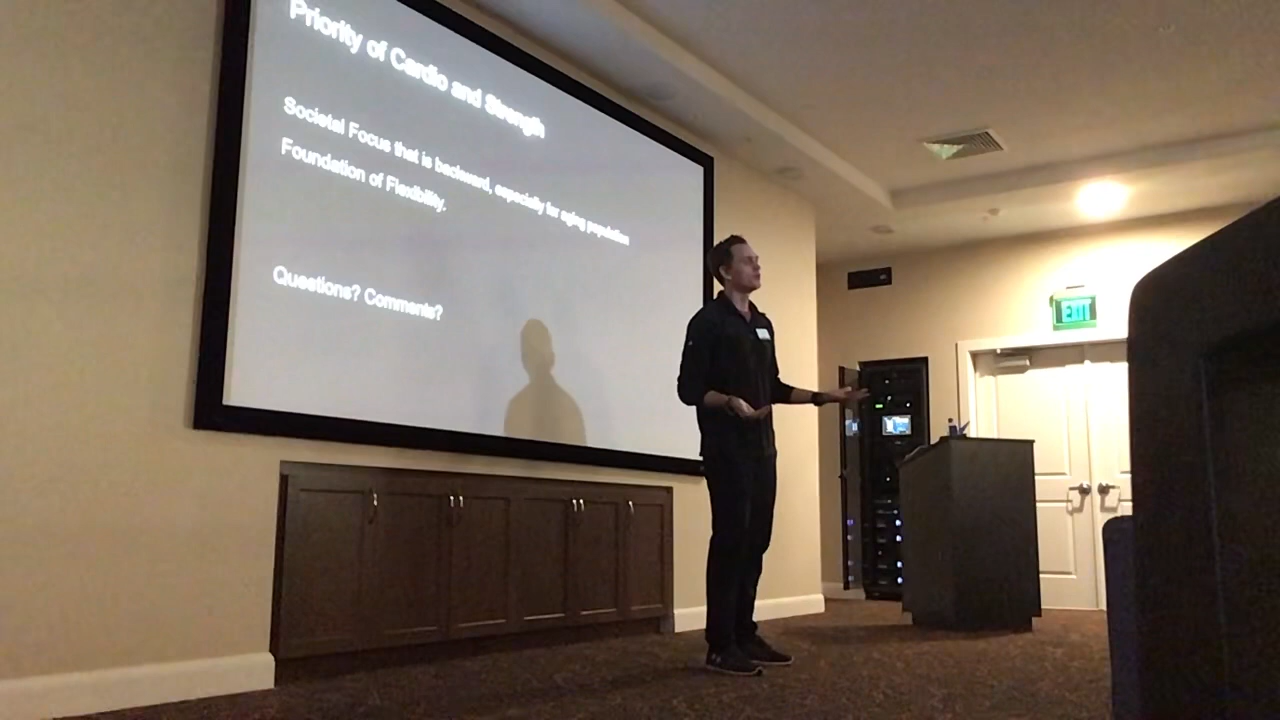 Priority of Cardio and Strength
Societal Focus that is backward, especially for aging population
Foundation of Flexibility.
Questions? Comments?
EXIT